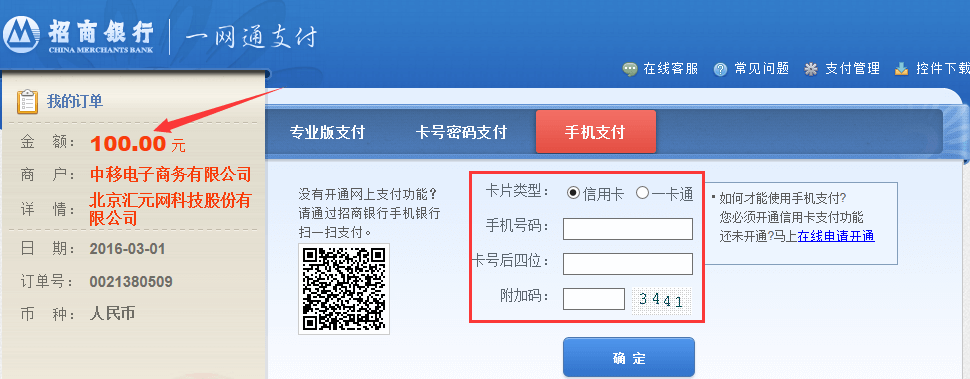 招商银行
CHINA MERCHANTS BANK
一网通支付
在线客服
常见问题
支付管理
控件下载
我的订单
金 额： 100.00 元
商 户： 中移电子商务有限公司
详 情： 北京汇元网科技股份有
限公司
日 期： 2016-03-01
订单号： 0021380509
币 种： 人民币
专业版支付
卡号密码支付
手机支付
没有开通网上支付功能？
请通过招商银行手机银行
扫一扫支付。
卡片类型： 信用卡 一卡通
手机号码：
卡号后四位：
附加码： 3441
确 定
如何才能使用手机支付?
您必须开通信用卡支付功能
还未开通?马上在线申请开通